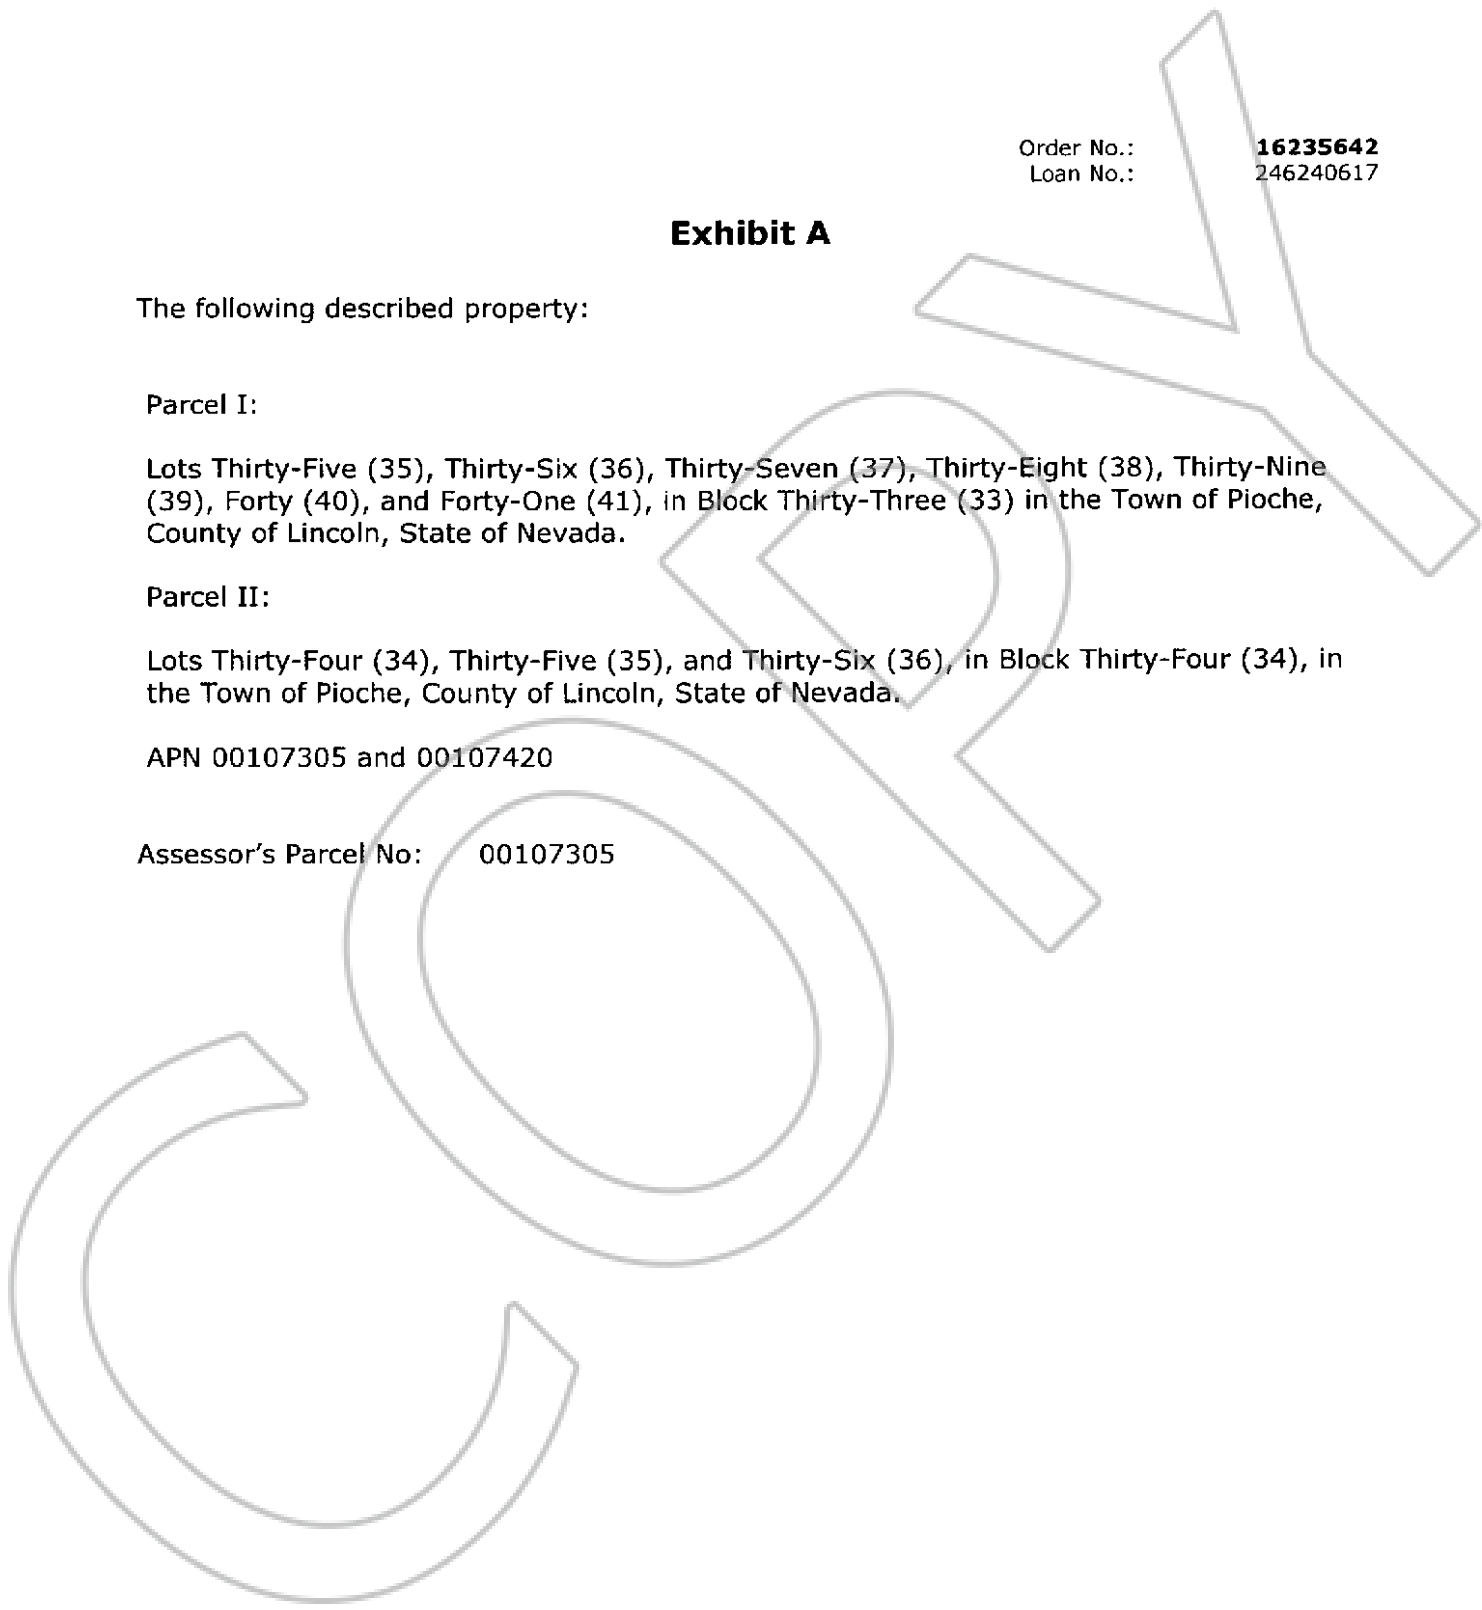 Order No.: 16235642
Loan No.: 246240617
Exhibit A
The following described property:
Parcel I:
Lots Thirty-Five (35), Thirty-Six (36), Thirty-Seven (37), Thirty-Eight (38), Thirty-Nine
(39), Forty (40), and Forty-One (41), in Block Thirty-Three (33) in the Town of Pioche,
County of Lincoln, State of Nevada.
Parcel II:
Lots Thirty-Four (34), Thirty-Five (35), and Thirty-Six (36), in Block Thirty-Four (34), in
the Town of Pioche, County of Lincoln, State of Nevada.
APN 00107305 and 00107420
Assessor's Parcel No: 00107305
COPY